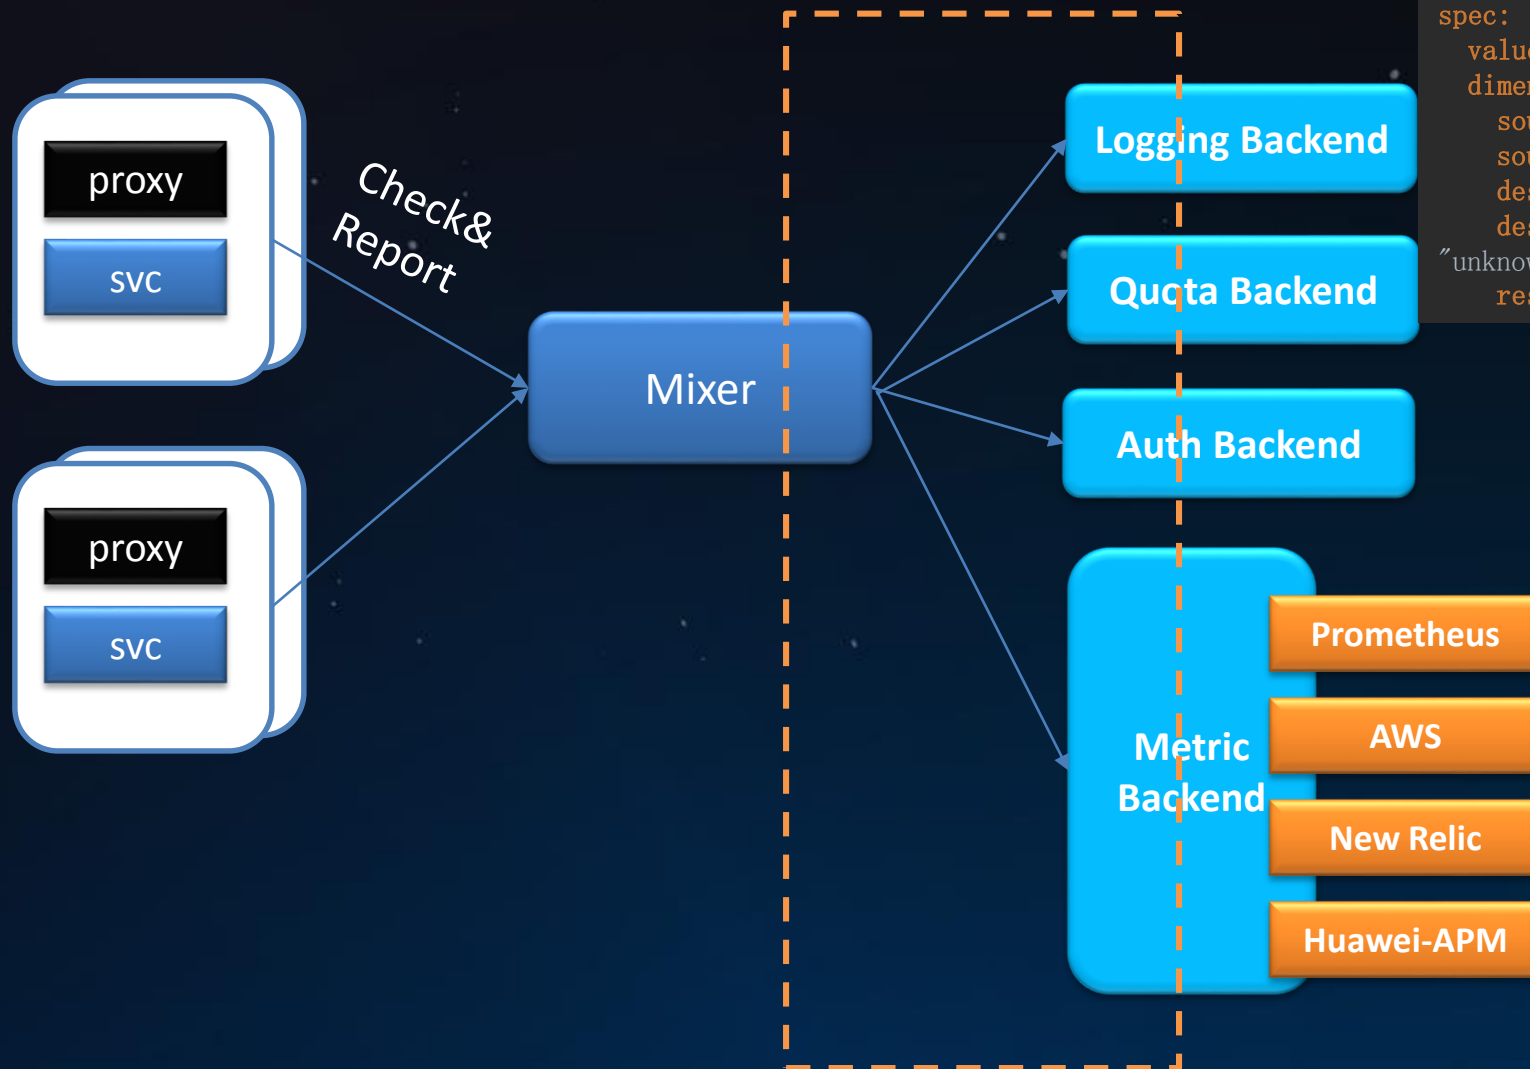 proxy
svc
Check&
Report
proxy
svc
Mixer
Logging Backend
Quota Backend
Auth Backend
Metric
Backend
Prometheus
AWS
New Relic
Huawei-APM
spec: